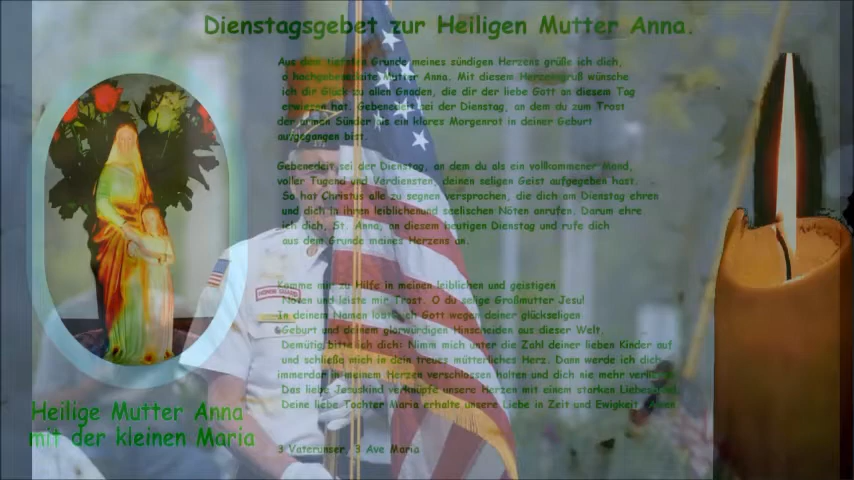 Dienstagsgebet zur Heiligen Mutter Anna.
Aus dem tiefsten Grunde meines sündigen Herzens grüße ich dich,
o hochgebenedeite Mutter Anna. Mit diesem Herzensgruß wünsche
ich dir Glück zu allen Gnaden, die dir der liebe Gott an diesem Tag
erwiesen hat. Gebenedeit sei der Dienstag, an dem du zum Trost
der armen Sünder als ein klares Morgenrot in deiner Geburt
aufgegangen bist.
Gebenedeit sei der Dienstag, an dem du als ein vollkommener Mond,
voller Tugend und Verdiensten, deinen seligen Geist aufgegeben hast.
So hat Christus alle zu segnen versprochen, die dich am Dienstag ehren
und dich in ihren leiblichenund seelischen Nöten anrufen. Darum ehre
ich dich, St. Anna, an diesem heutigen Dienstag und rufe dich
aus dem Grunde meines Herzens an.
HONOR GUARD
Komme mir zu Hilfe in meinen leiblichen und geistigen
Nöten und leiste mir Trost. O du selige Großmutter Jesu!
In deinem Namen lobe ich Gott wegen deiner glückseligen
Geburt und deinem glorwürdigen Hinscheiden aus dieser Welt.
Demütig bitte ich dich: Nimm mich unter die Zahl deiner lieben Kinder auf
und schließe mich in dein treues mütterliches Herz. Dann werde ich dich
immerdar in meinem Herzen verschlossen halten und dich nie mehr
Das liebe Jesuskind verknüpfe unsere Herzen mit einem starken
Deine liebe Tochter Maria erhalte unsere Liebe in Zeit und Ewigkeit. Amen.
3 Vaterunser, 3 Ave Maria
Heilige Mutter Anna
mit der kleinen Maria